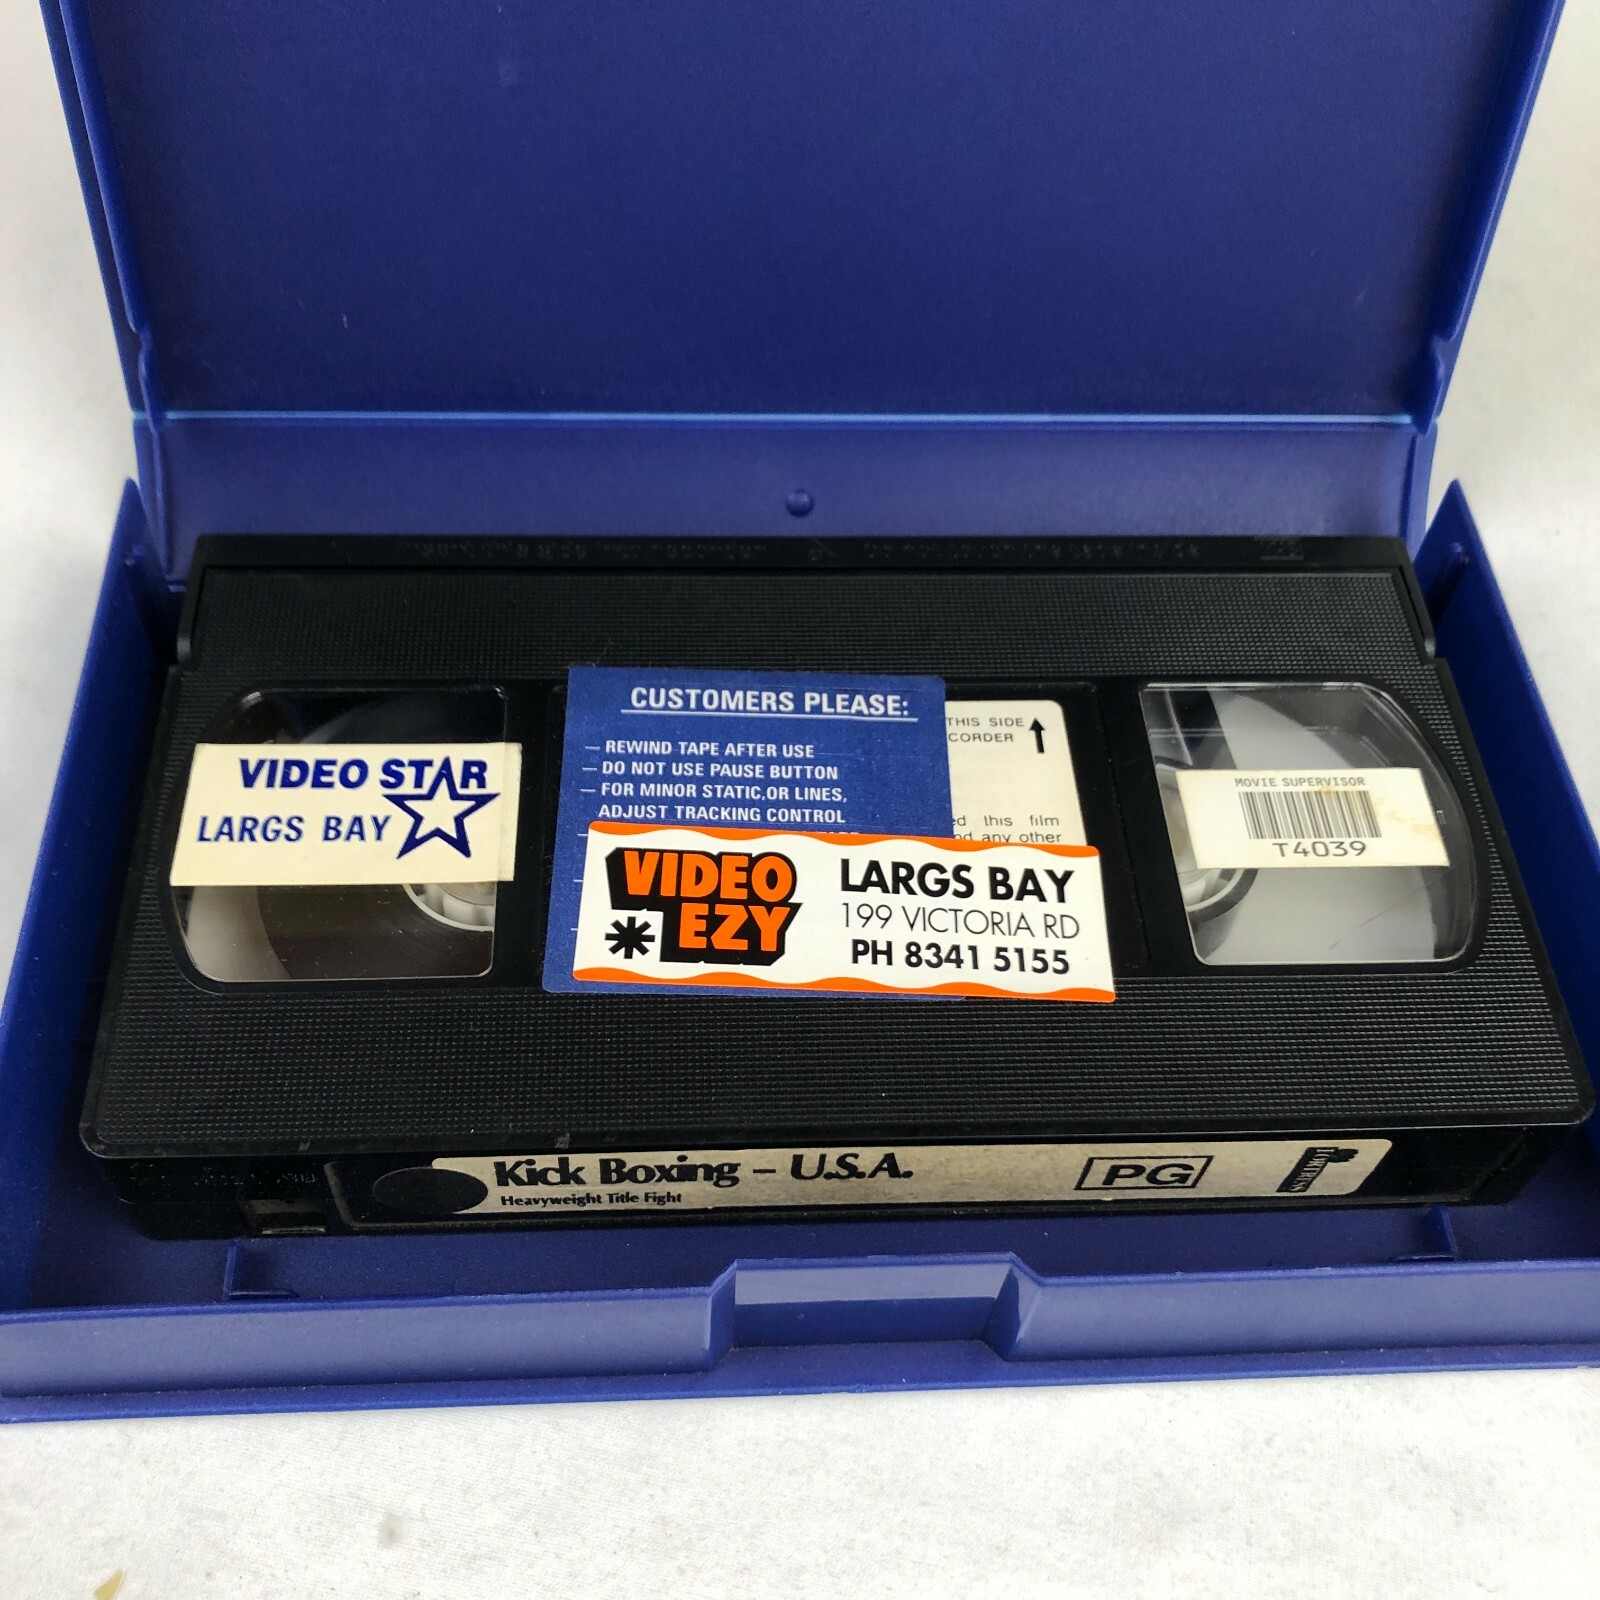 CUSTOMERS PLEASE:
– REWIND TAPE AFTER USE
– DO NOT USE PAUSE BUTTON
– FOR MINOR STATIC, OR LINES,
ADJUST TRACKING CONTROL
THIS SIDE
CORDER
ed this film
nd any other
VIDEO STAR
LARGS BAY
VIDEO
EZY
LARGS BAY
199 VICTORIA RD
PH 8341 5155
MOVIE SUPERVISOR
T4039
Kick Boxing – U.S.A.
Heavyweight Title Fight
PG